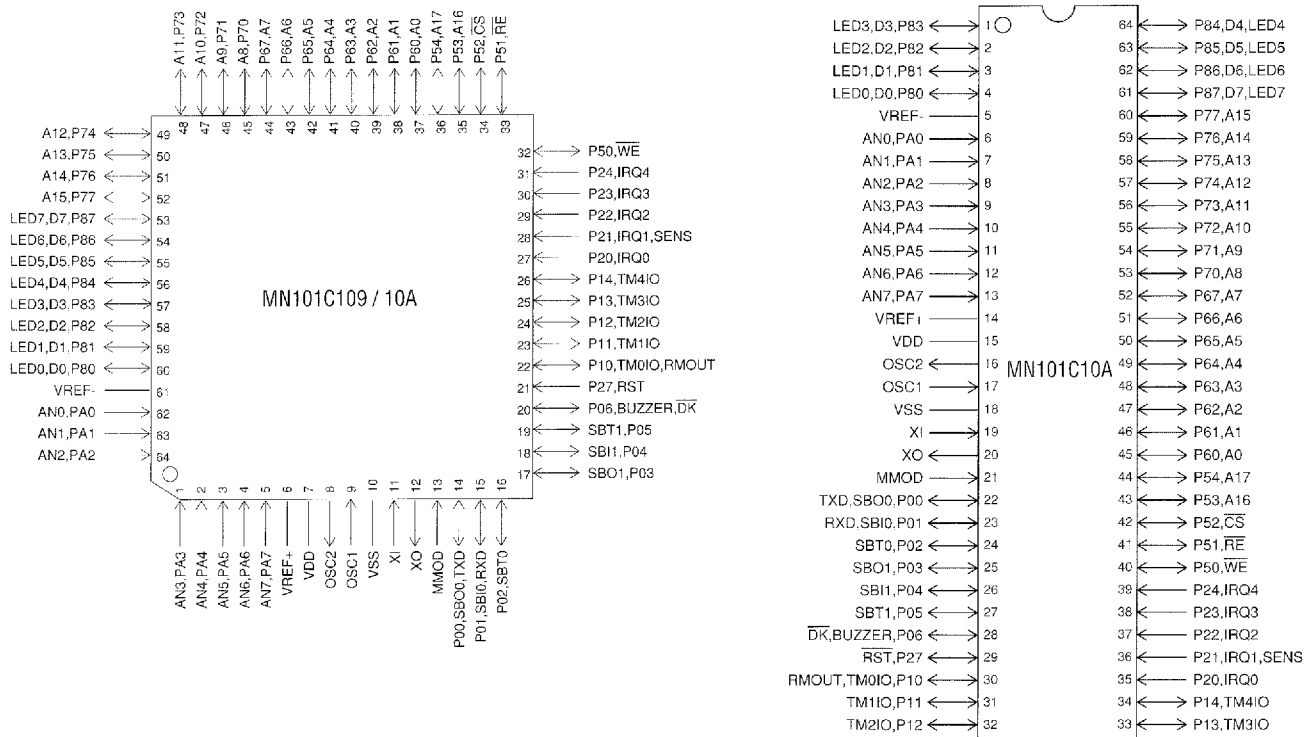 A11,P73
A10,P72
A9,P71
A8,P70
P67,A7
P66,A6
P65,A5
P64,A4
P63,A3
P62,A2
P61,A1
P60,A0
P54,A17
P53,A16
P52,CS
P51,RE
48 47 46 45 44 43 42 41 40 39 38 37 36 35 34 33
A12,P74 49
A13,P75 50
A14,P76 51
A15,P77 52
LED7,D7,P87 53
LED6,D6,P86 54
LED5,D5,P85 55
LED4,D4,P84 56
LED3,D3,P83 57
LED2,D2,P82 58
LED1,D1,P81 59
LED0,D0,P80 60
VREF- 61
AN0,PA0 62
AN1,PA1 63
AN2,PA2 64
MN101C109 / 10A
32 P50,WE
31 P24,IRQ4
30 P23,IRQ3
29 P22,IRQ2
28 P21,IRQ1,SENS
27 P20,IRQ0
26 P14,TM4IO
25 P13,TM3IO
24 P12,TM2IO
23 P11,TM1IO
22 P10,TM0IO,RMOUT
21 P27,RST
20 P06,BUZZER,DK
19 SBT1,P05
18 SBI1,P04
17 SBO1,P03
1 2 3 4 5 6 7 8 9 10 11 12 13 14 15 16
AN3,PA3
AN4,PA4
AN5,PA5
AN6,PA6
AN7,PA7
VREF+
VDD
OSC2
OSC1
VSS
XI
XO
MMOD
P00,SBO0,TXD
P01,SBI0,RXD
P02,SBT0
LED3,D3,P83 1 64 P84,D4,LED4
LED2,D2,P82 2 63 P85,D5,LED5
LED1,D1,P81 3 62 P86,D6,LED6
LED0,D0,P80 4 61 P87,D7,LED7
VREF- 5 60 P77,A15
AN0,PA0 6 59 P76,A14
AN1,PA1 7 58 P75,A13
AN2,PA2 8 57 P74,A12
AN3,PA3 9 56 P73,A11
AN4,PA4 10 55 P72,A10
AN5,PA5 11 54 P71,A9
AN6,PA6 12 53 P70,A8
AN7,PA7 13 52 P67,A7
VREF+ 14 51 P66,A6
VDD 15 50 P65,A5
OSC2 16 49 P64,A4
MN101C10A
OSC1 17 48 P63,A3
VSS 18 47 P62,A2
XI 19 46 P61,A1
XO 20 45 P60,A0
MMOD 21 44 P54,A17
TXD,SBO0,P00 22 43 P53,A16
RXD,SBI0,P01 23 42 P52,CS
SBT0,P02 24 41 P51,RE
SBO1,P03 25 40 P50,WE
SBI1,P04 26 39 P24,IRQ4
SBT1,P05 27 38 P23,IRQ3
DK,BUZZER,P06 28 37 P22,IRQ2
RST,P27 29 36 P21,IRQ1,SENS
RMOUT,TM0IO,P10 30 35 P20,IRQ0
TM1IO,P11 31 34 P14,TM4IO
TM2IO,P12 32 33 P13,TM3IO